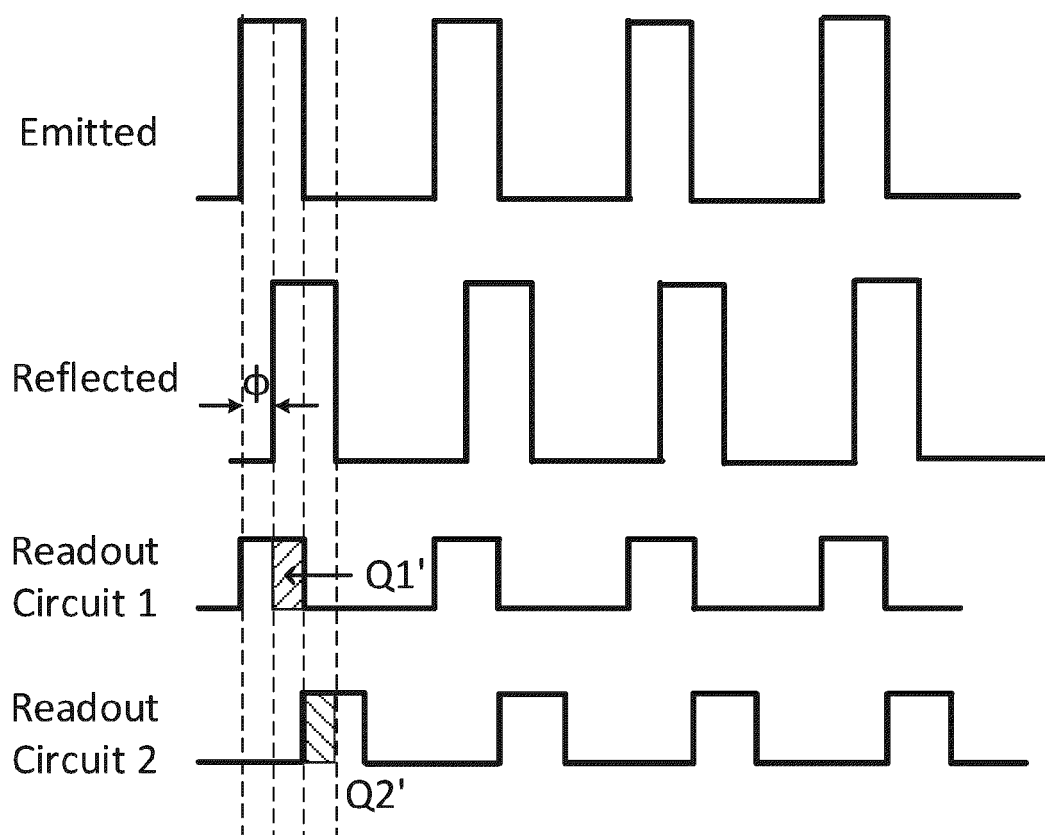 Emitted
Reflected
ϕ
Readout
Circuit 1
Q1'
Readout
Circuit 2
Q2'